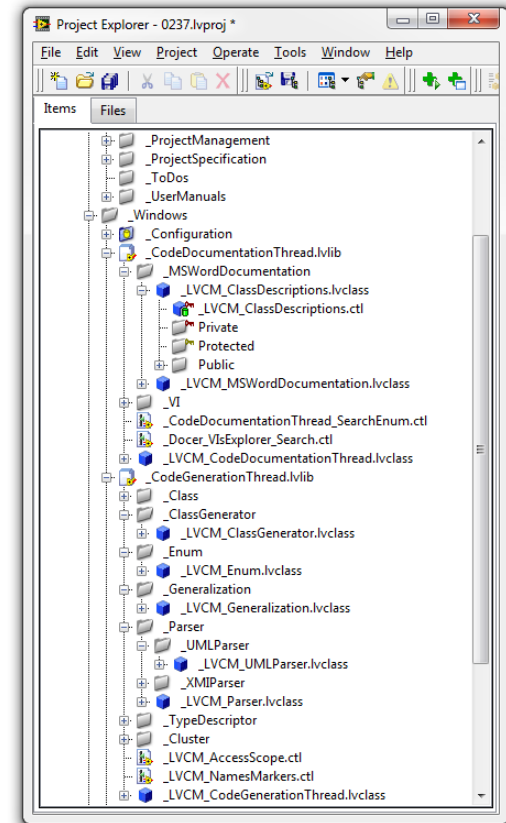 Project Explorer - 0237.lvproj *
File Edit View Project Operate Tools Window Help
Items Files
_ProjectManagement
_ProjectSpecification
_ToDos
_UserManuals
_Windows
_Configuration
_CodeDocumentationThread.lvlib
_MSWordDocumentation
_LVCM_ClassDescriptions.lvclass
_LVCM_ClassDescriptions.ctl
Private
Protected
Public
_LVCM_MSWordDocumentation.lvclass
_VI
_CodeDocumentationThread_SearchEnum.ctl
_Docer_VIsExplorer_Search.ctl
_LVCM_CodeDocumentationThread.lvclass
_CodeGenerationThread.lvlib
_Class
_ClassGenerator
_LVCM_ClassGenerator.lvclass
_Enum
_LVCM_Enum.lvclass
_Generalization
_LVCM_Generalization.lvclass
_Parser
_UMLParser
_LVCM_UMLParser.lvclass
_XMIParser
_LVCM_Parser.lvclass
_TypeDescriptor
_Cluster
_LVCM_AccessScope.ctl
_LVCM_NamesMarkers.ctl
_LVCM_CodeGenerationThread.lvclass